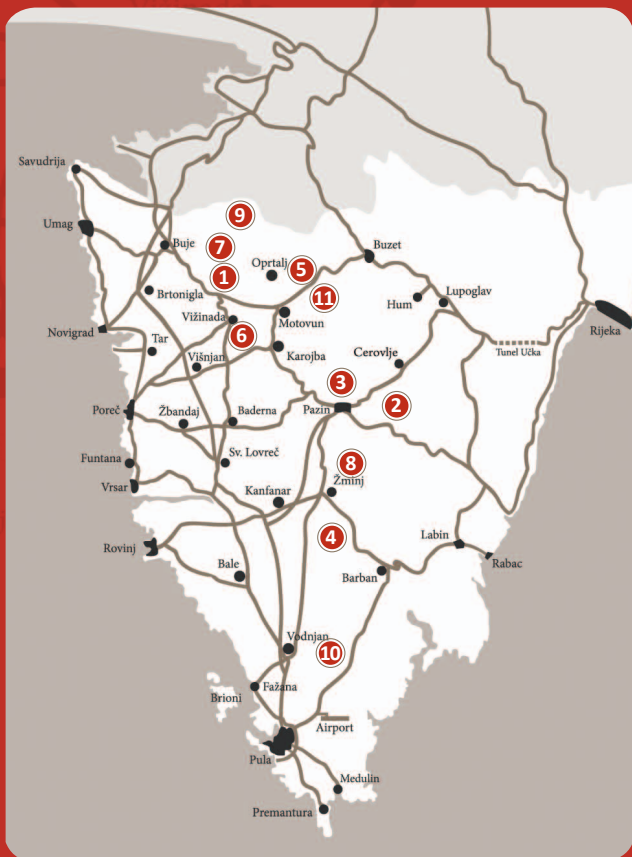 Savudrija
Umag
9
7
Buje
Buzet
Oprtalj
5
1
Brtonigla
11
Hum
Lupoglav
Vižinada
Motovun
Novigrad
6
Rijeka
Tar
Karojba
Cerovlje
Tunel Učka
Višnjan
3
Poreč
Žbandaj
Baderna
Pazin
2
Funtana
Sv. Lovreč
8
Žminj
Vrsar
Kanfanar
4
Labin
Rovinj
Rabac
Bale
Barban
Vodnjan
10
Fažana
Brioni
Airport
Pula
Medulin
Premantura